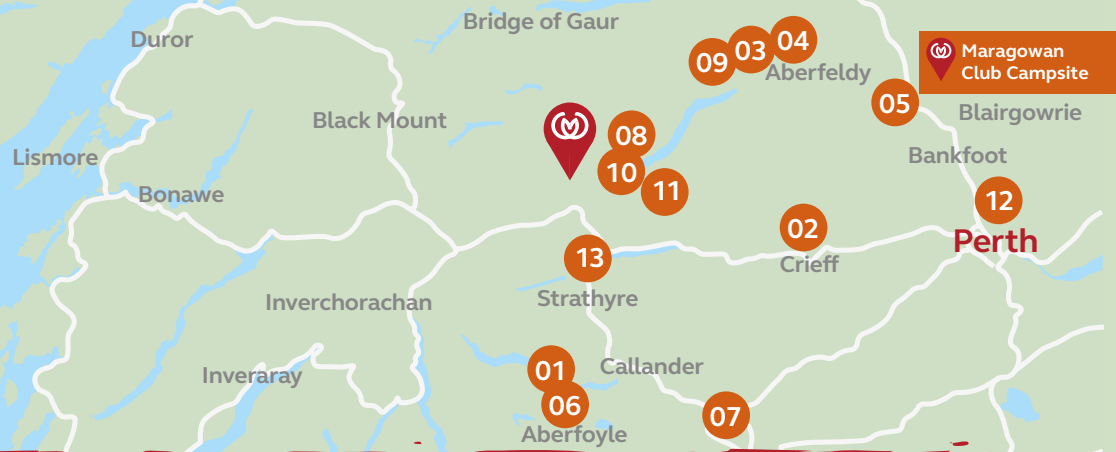 Bridge of Gaur
Duror
09
03
04
Aberfeldy
Maragowan
Club Campsite
05
Blairgowrie
Black Mount
08
Lismore
Bankfoot
10
11
Bonawe
12
02
Perth
13
Crieff
Inverchorachan
Strathyre
01
Callander
Inveraray
06
07
Aberfoyle